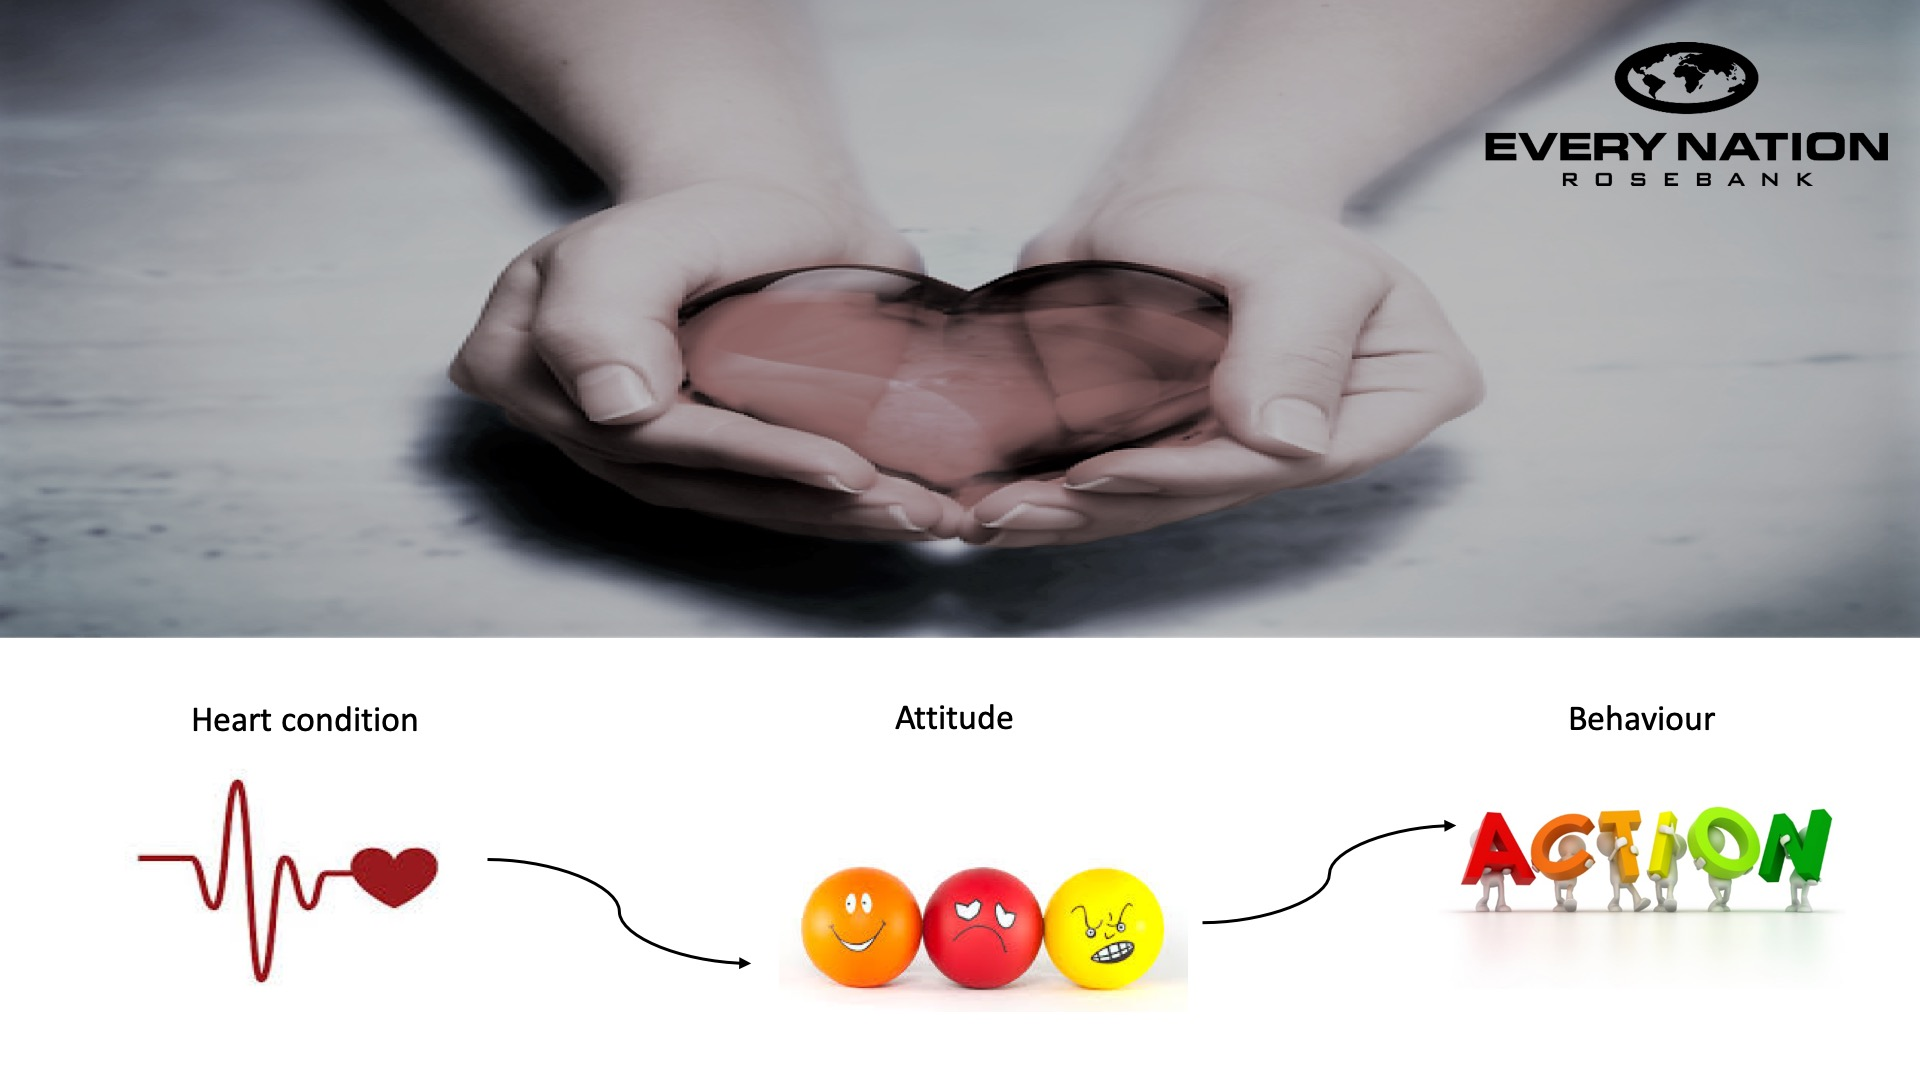 EVERY NATION
ROSEBANK
Heart condition
Attitude
Behaviour
ACTION